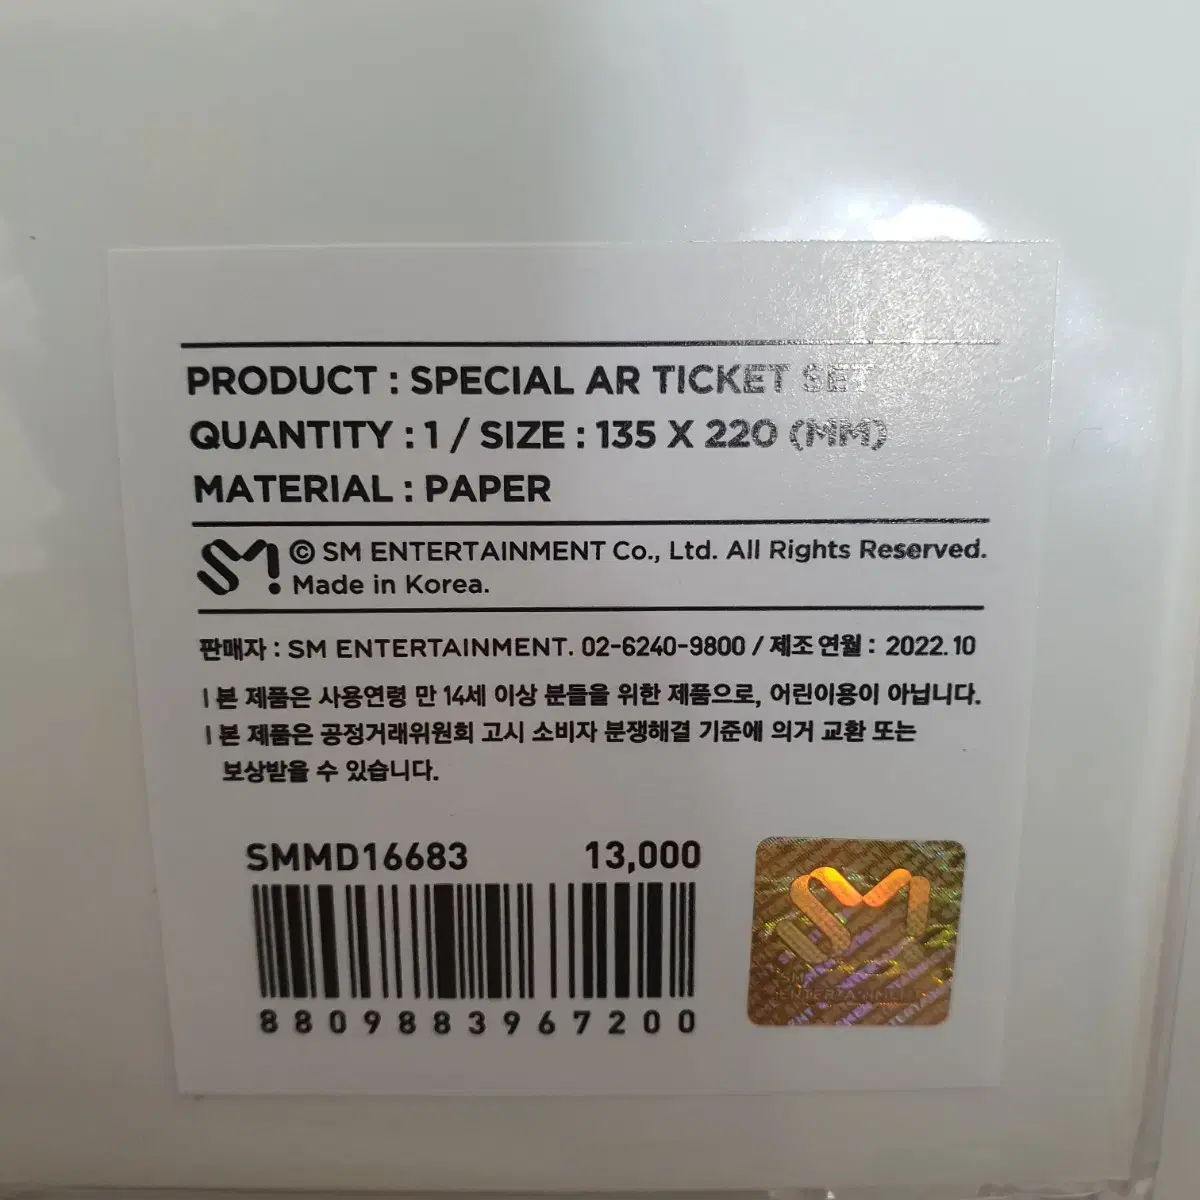 PRODUCT : SPECIAL AR TICKET SET
QUANTITY : 1 / SIZE : 135 X 220 (MM)
MATERIAL : PAPER
SM! © SM ENTERTAINMENT Co., Ltd. All Rights Reserved.
Made in Korea.
판매자 : SM ENTERTAINMENT. 02-6240-9800 / 제조 연월 : 2022.10
| 본 제품은 사용연령 만 14세 이상 분들을 위한 제품으로, 어린이용이 아닙니다.
| 본 제품은 공정거래위원회 고시 소비자 분쟁해결 기준에 의거 교환 또는
보상받을 수 있습니다.
SMMD16683 13,000
8809883967200
SM
ENTERTAINMENT